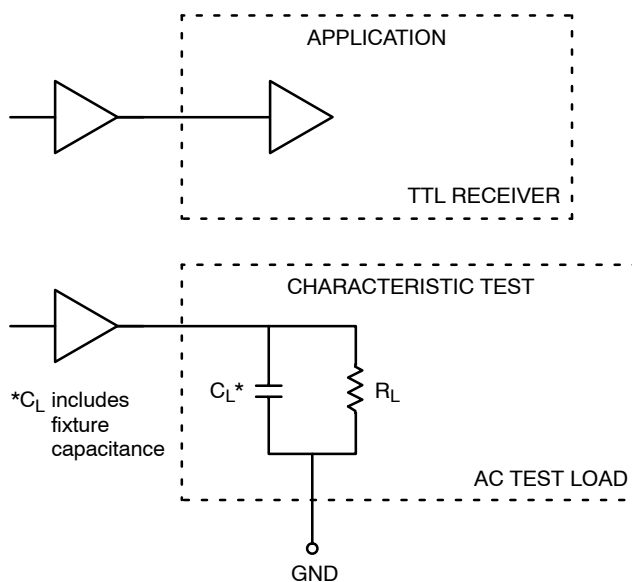 APPLICATION
TTL RECEIVER
CHARACTERISTIC TEST
*CL includes
fixture
capacitance
CL*
RL
AC TEST LOAD
GND